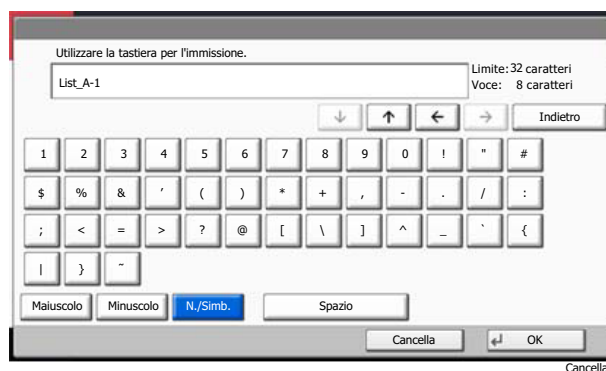 Utilizzare la tastiera per l'immissione.
List_A-1
Limite: 32 caratteri
Voce: 8 caratteri
↓ ↑ ← → Indietro
1 2 3 4 5 6 7 8 9 0 ! " #
$ % & ' ( ) * + , - . / :
; < = > ? @ [ \ ] ^ _ ` {
| } ~
Maiuscolo Minuscolo N./Simb. Spazio
Cancella ↵ OK
Cancella